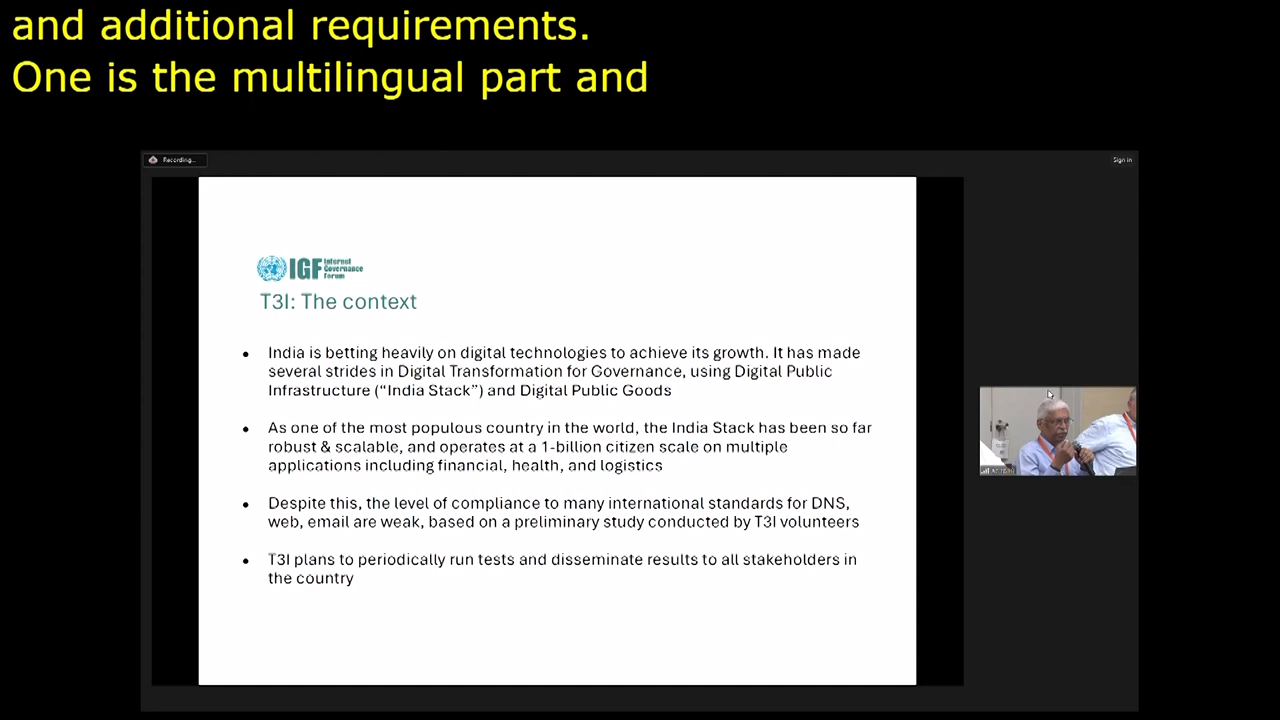 and additional requirements.
One is the multilingual part and
Recording...
Sign in
IGF Internet
Governance
Forum
T3I: The context
• India is betting heavily on digital technologies to achieve its growth. It has made
several strides in Digital Transformation for Governance, using Digital Public
Infrastructure (“India Stack”) and Digital Public Goods
• As one of the most populous country in the world, the India Stack has been so far
robust & scalable, and operates at a 1-billion citizen scale on multiple
applications including financial, health, and logistics
• Despite this, the level of compliance to many international standards for DNS,
web, email are weak, based on a preliminary study conducted by T3I volunteers
• T3I plans to periodically run tests and disseminate results to all stakeholders in
the country